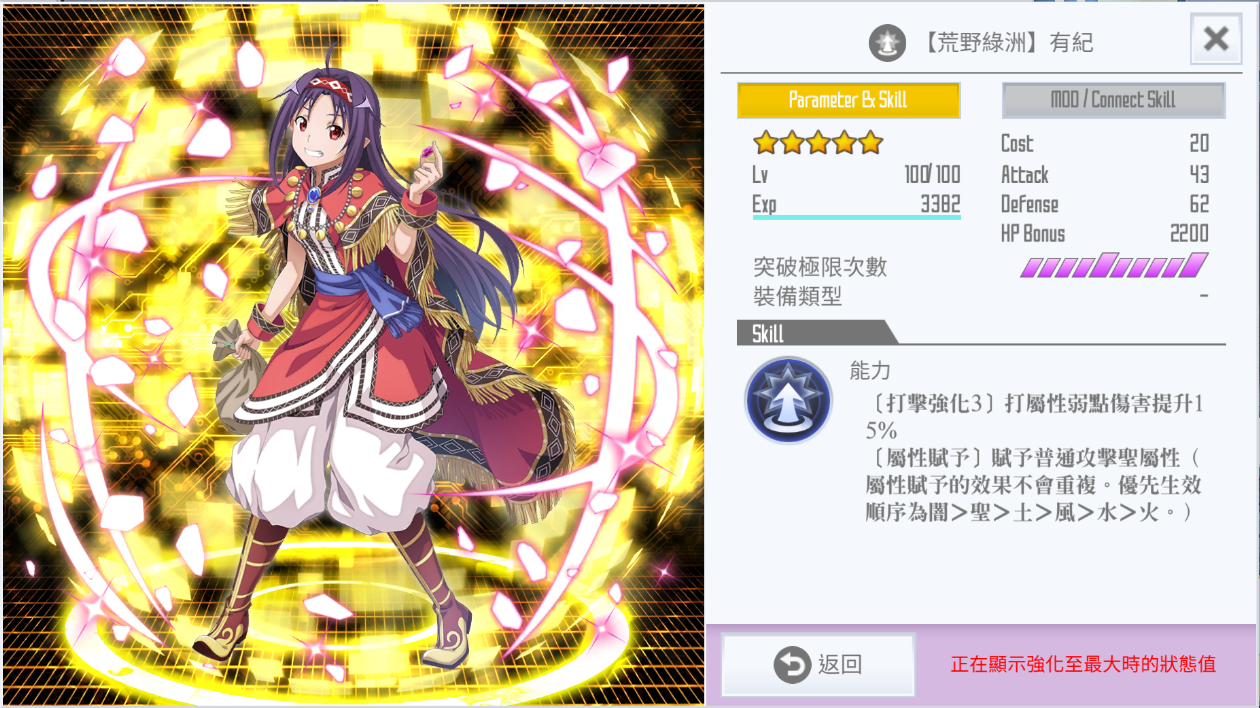 【荒野綠洲】有紀
Parameter & Skill
MOD / Connect Skill
Lv 100/100
Exp 3382
Cost 20
Attack 43
Defense 62
HP Bonus 2200
突破極限次數
裝備類型 -
Skill
能力
〔打擊強化3〕打屬性弱點傷害提升1
5%
〔屬性賦予〕賦予普通攻擊聖屬性（
屬性賦予的效果不會重複。優先生效
順序為闇＞聖＞土＞風＞水＞火。）
返回
正在顯示強化至最大時的狀態值